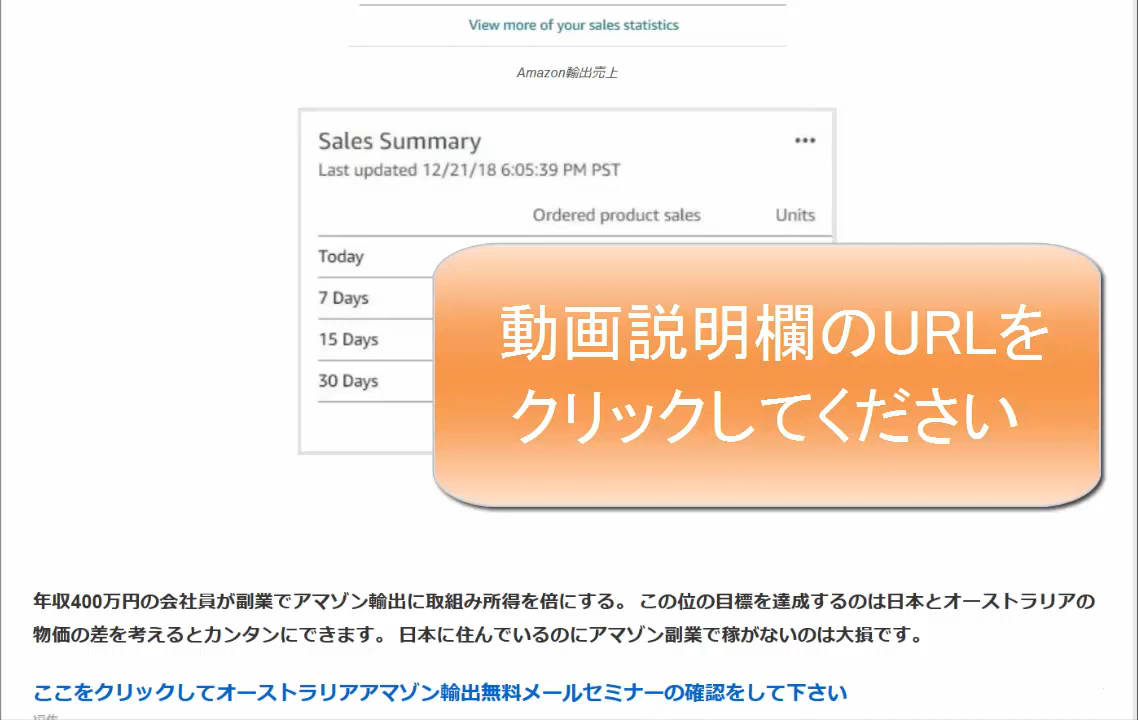 View more of your sales statistics
Amazon輸出売上
Sales Summary
Last updated 12/21/18 6:05:39 PM PST
Ordered product sales Units
Today
7 Days
15 Days
30 Days
動画説明欄のURLを
クリックしてください
年収400万円の会社員が副業でアマゾン輸出に取組み所得を倍にする。 この位の目標を達成するのは日本とオーストラリアの
物価の差を考えるとカンタンにできます。 日本に住んでいるのにアマゾン副業で稼がないのは大損です。
ここをクリックしてオーストラリアアマゾン輸出無料メールセミナーの確認をして下さい